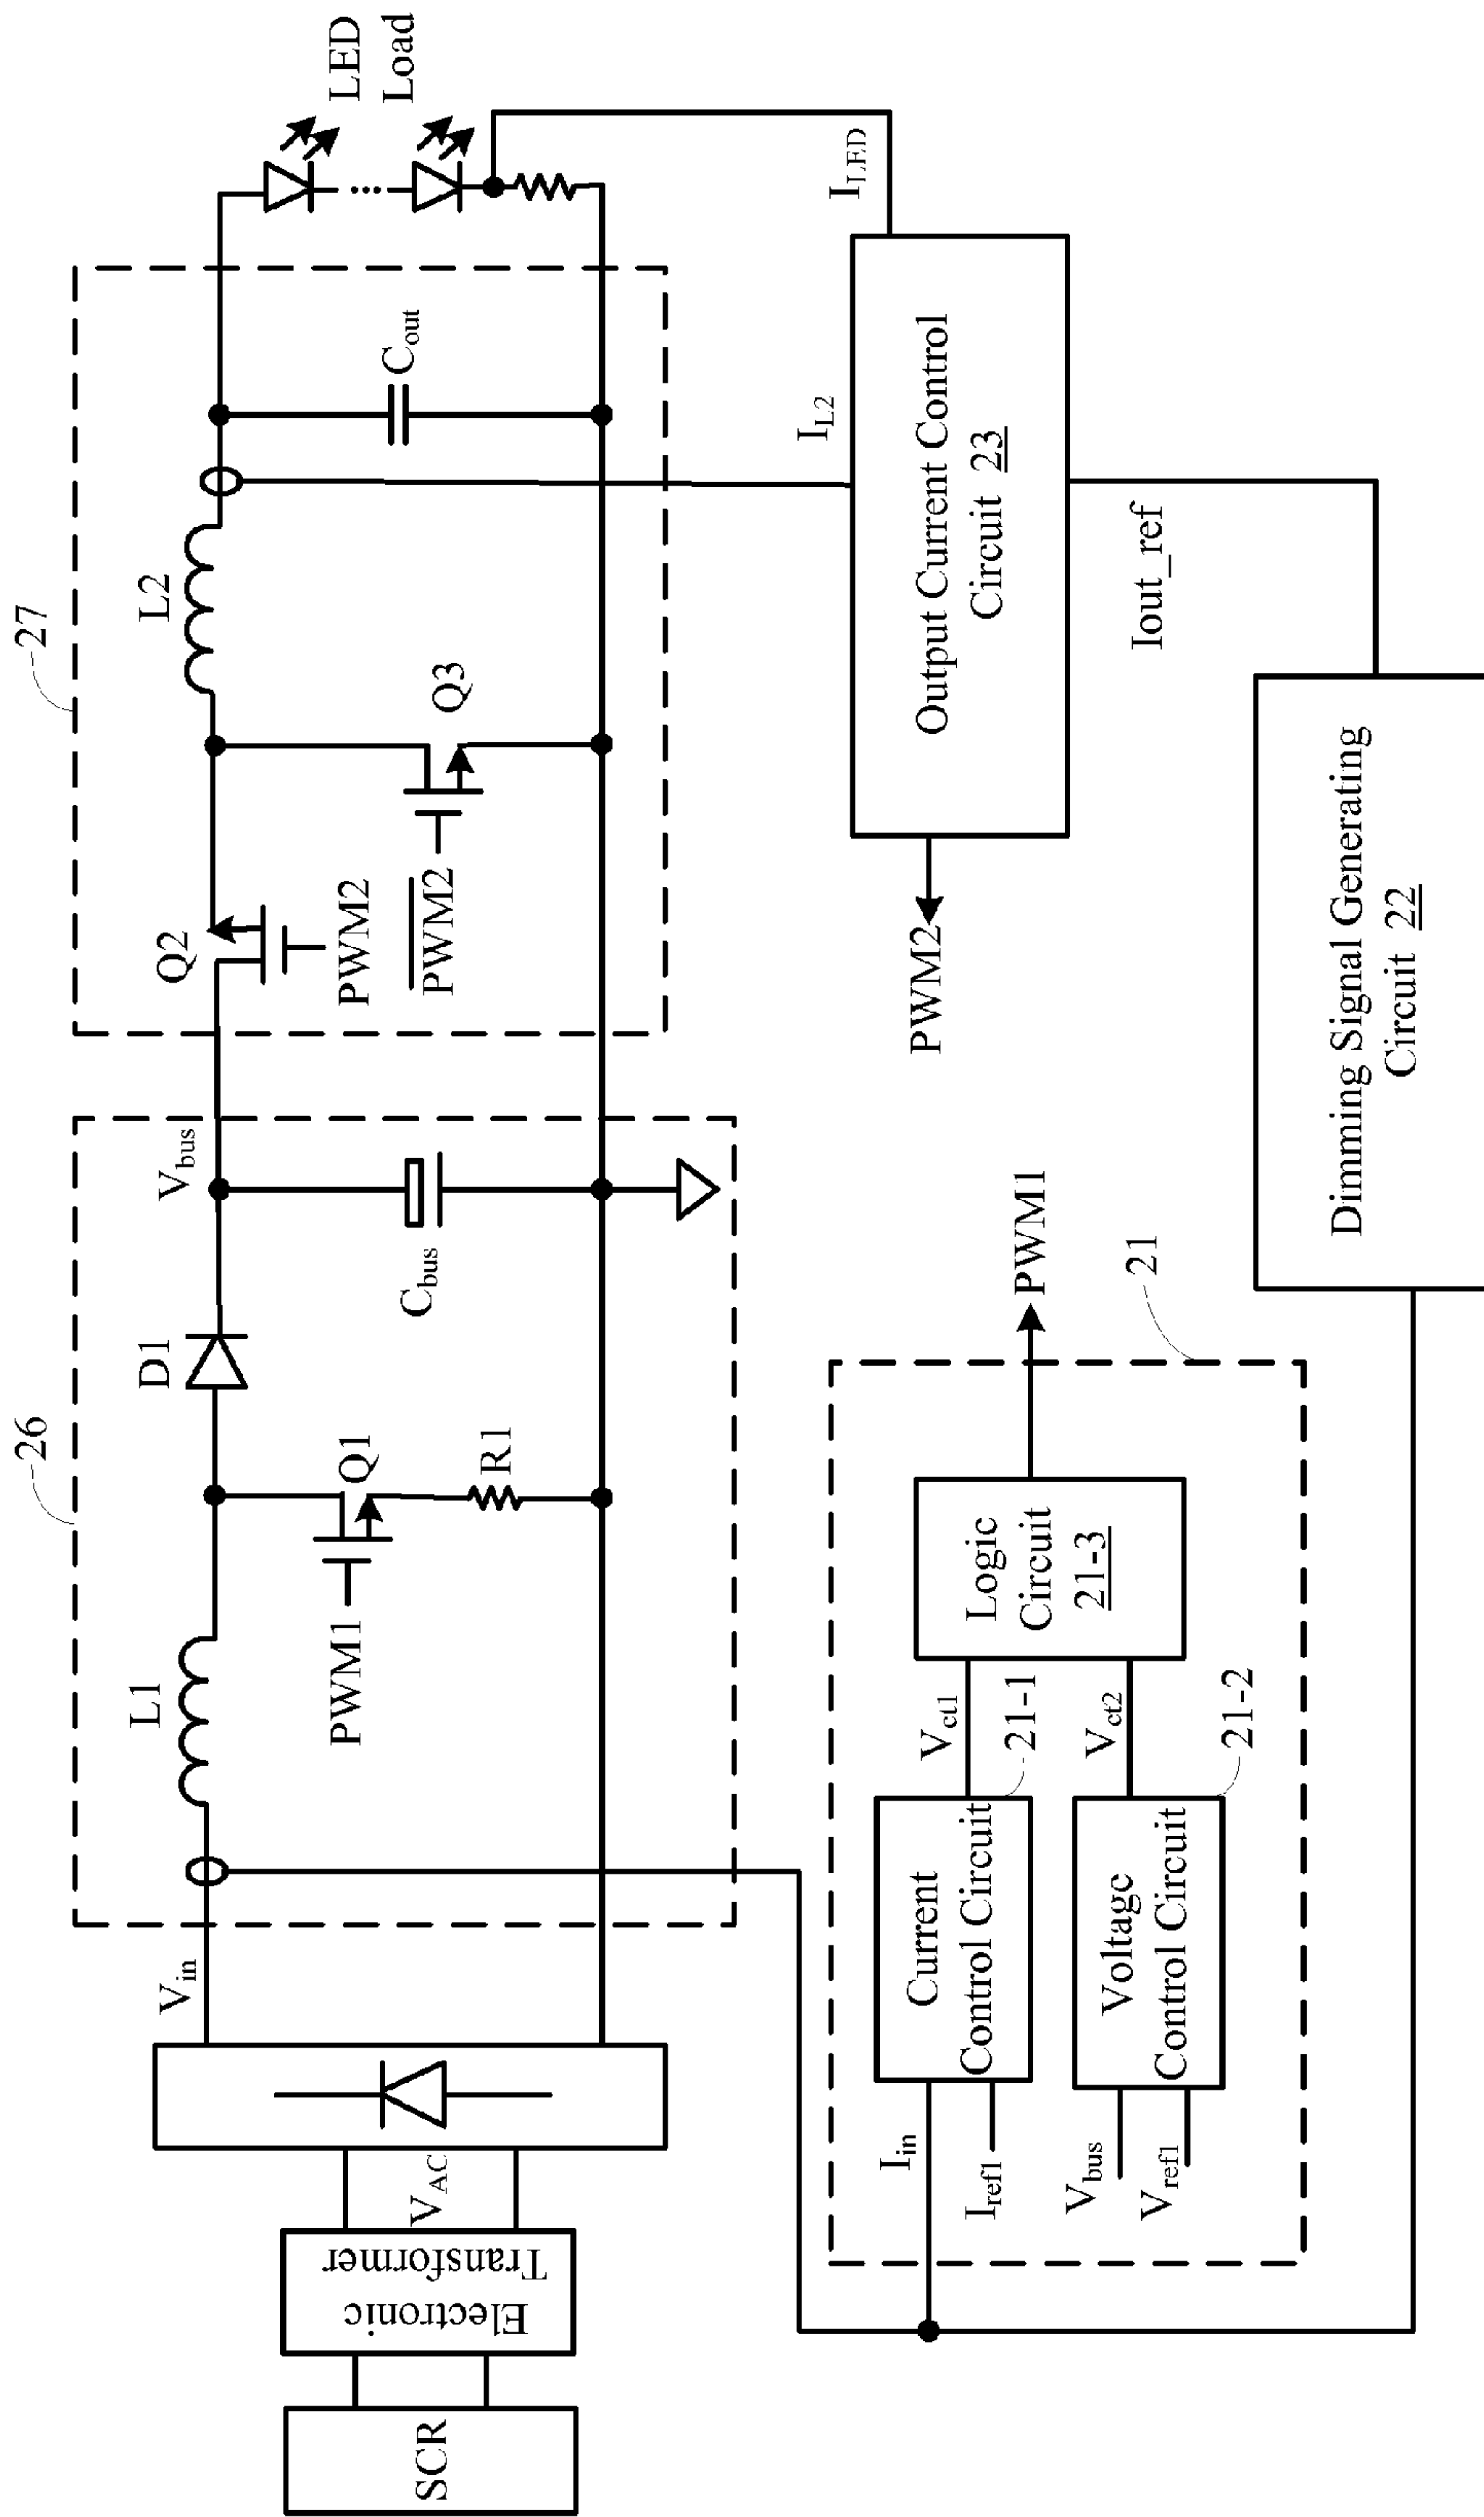 26
27
SCR
Electronic
Transformer
V_AC
V_in
L1
D1
V_bus
PWM1
Q1
R1
C_bus
Q2
PWM2
PWM2
L2
Q3
C_out
LED
Load
I_in
I_ref1
Current
Control Circuit
21-1
V_ct1
V_bus
V_ref1
Voltage
Control Circuit
21-2
V_ct2
Logic
Circuit
21-3
PWM1
21
PWM2
Output Current Control
Circuit 23
I_L2
I_LED
Iout_ref
Dimming Signal Generating
Circuit 22